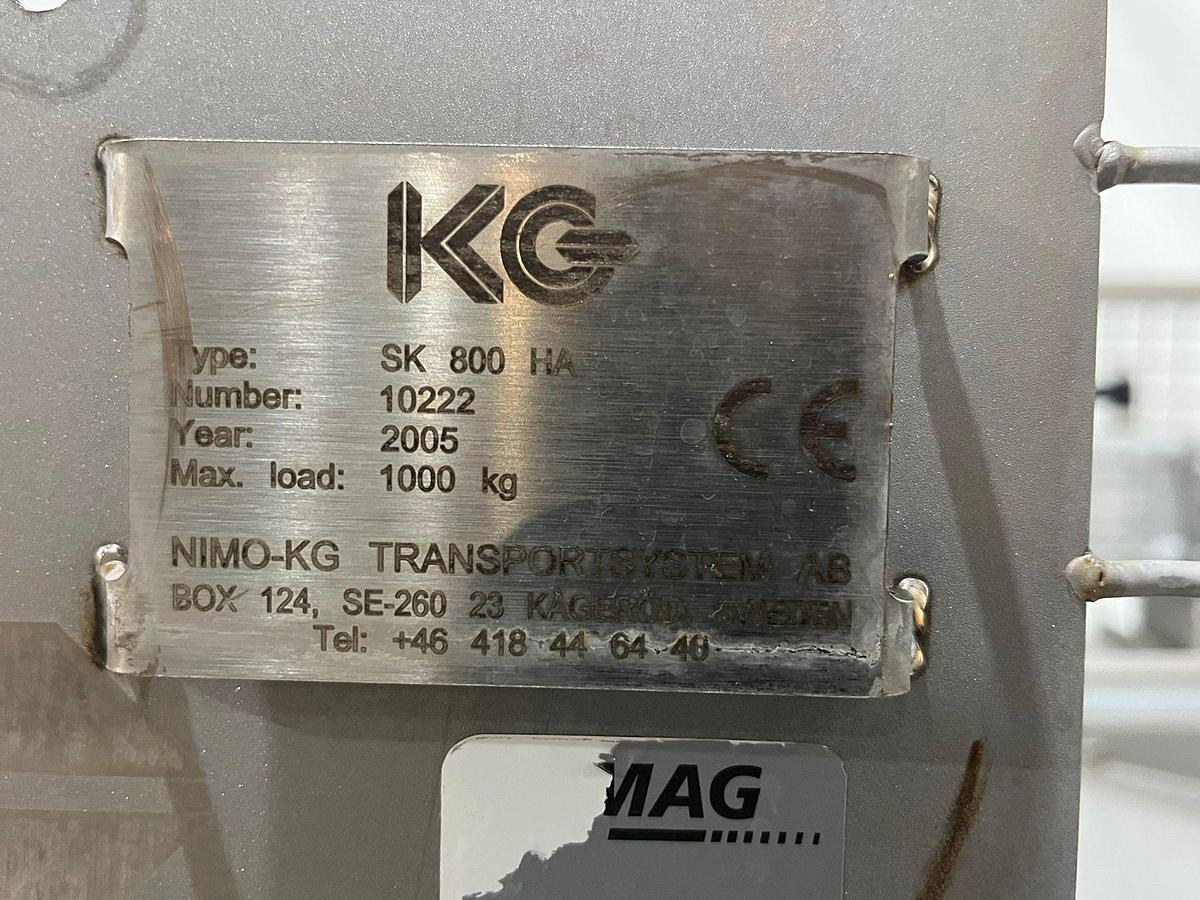 KG
Type: SK 800 HA
Number: 10222
Year: 2005
Max. load: 1000 kg
CE
NIMO-KG TRANSPORTSYSTEM AB
BOX 124, SE-260 23 KÅGERÖD, SWEDEN
Tel: +46 418 44 64 40
MAG